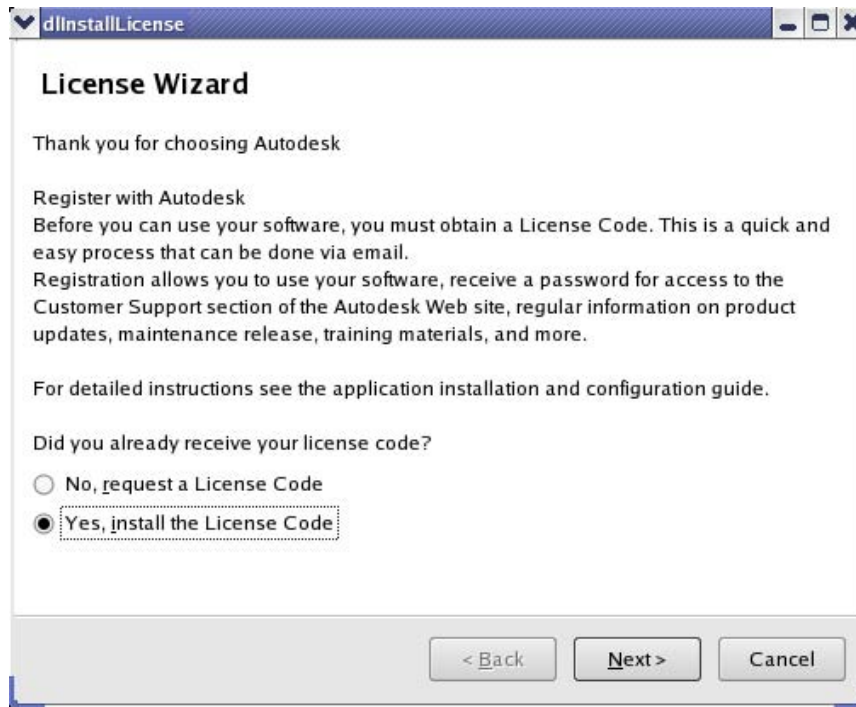 dlInstallLicense
License Wizard
Thank you for choosing Autodesk
Register with Autodesk
Before you can use your software, you must obtain a License Code. This is a quick and
easy process that can be done via email.
Registration allows you to use your software, receive a password for access to the
Customer Support section of the Autodesk Web site, regular information on product
updates, maintenance release, training materials, and more.
For detailed instructions see the application installation and configuration guide.
Did you already receive your license code?
No, request a License Code
Yes, install the License Code
< Back Next > Cancel